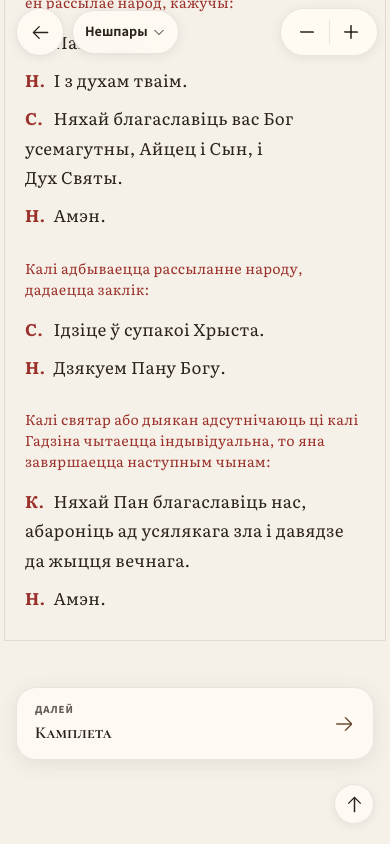 ён рассылае народ, кажучы:
Нешпары
Н. І з духам тваім.
С. Няхай благаславіць вас Бог
усемагутны, Айцец і Сын, і
Дух Святы.
Н. Амэн.
Калі адбываецца рассыланне народу,
дадаецца заклік:
С. Ідзіце ў супакоі Хрыста.
Н. Дзякуем Пану Богу.
Калі святар або дыякан адсутнічаюць ці калі
Гадзіна чытаецца індывідуальна, то яна
завяршаецца наступным чынам:
К. Няхай Пан благаславіць нас,
абароніць ад усялякага зла і давядзе
да жыцця вечнага.
Н. Амэн.
ДАЛЕЙ
Камплета